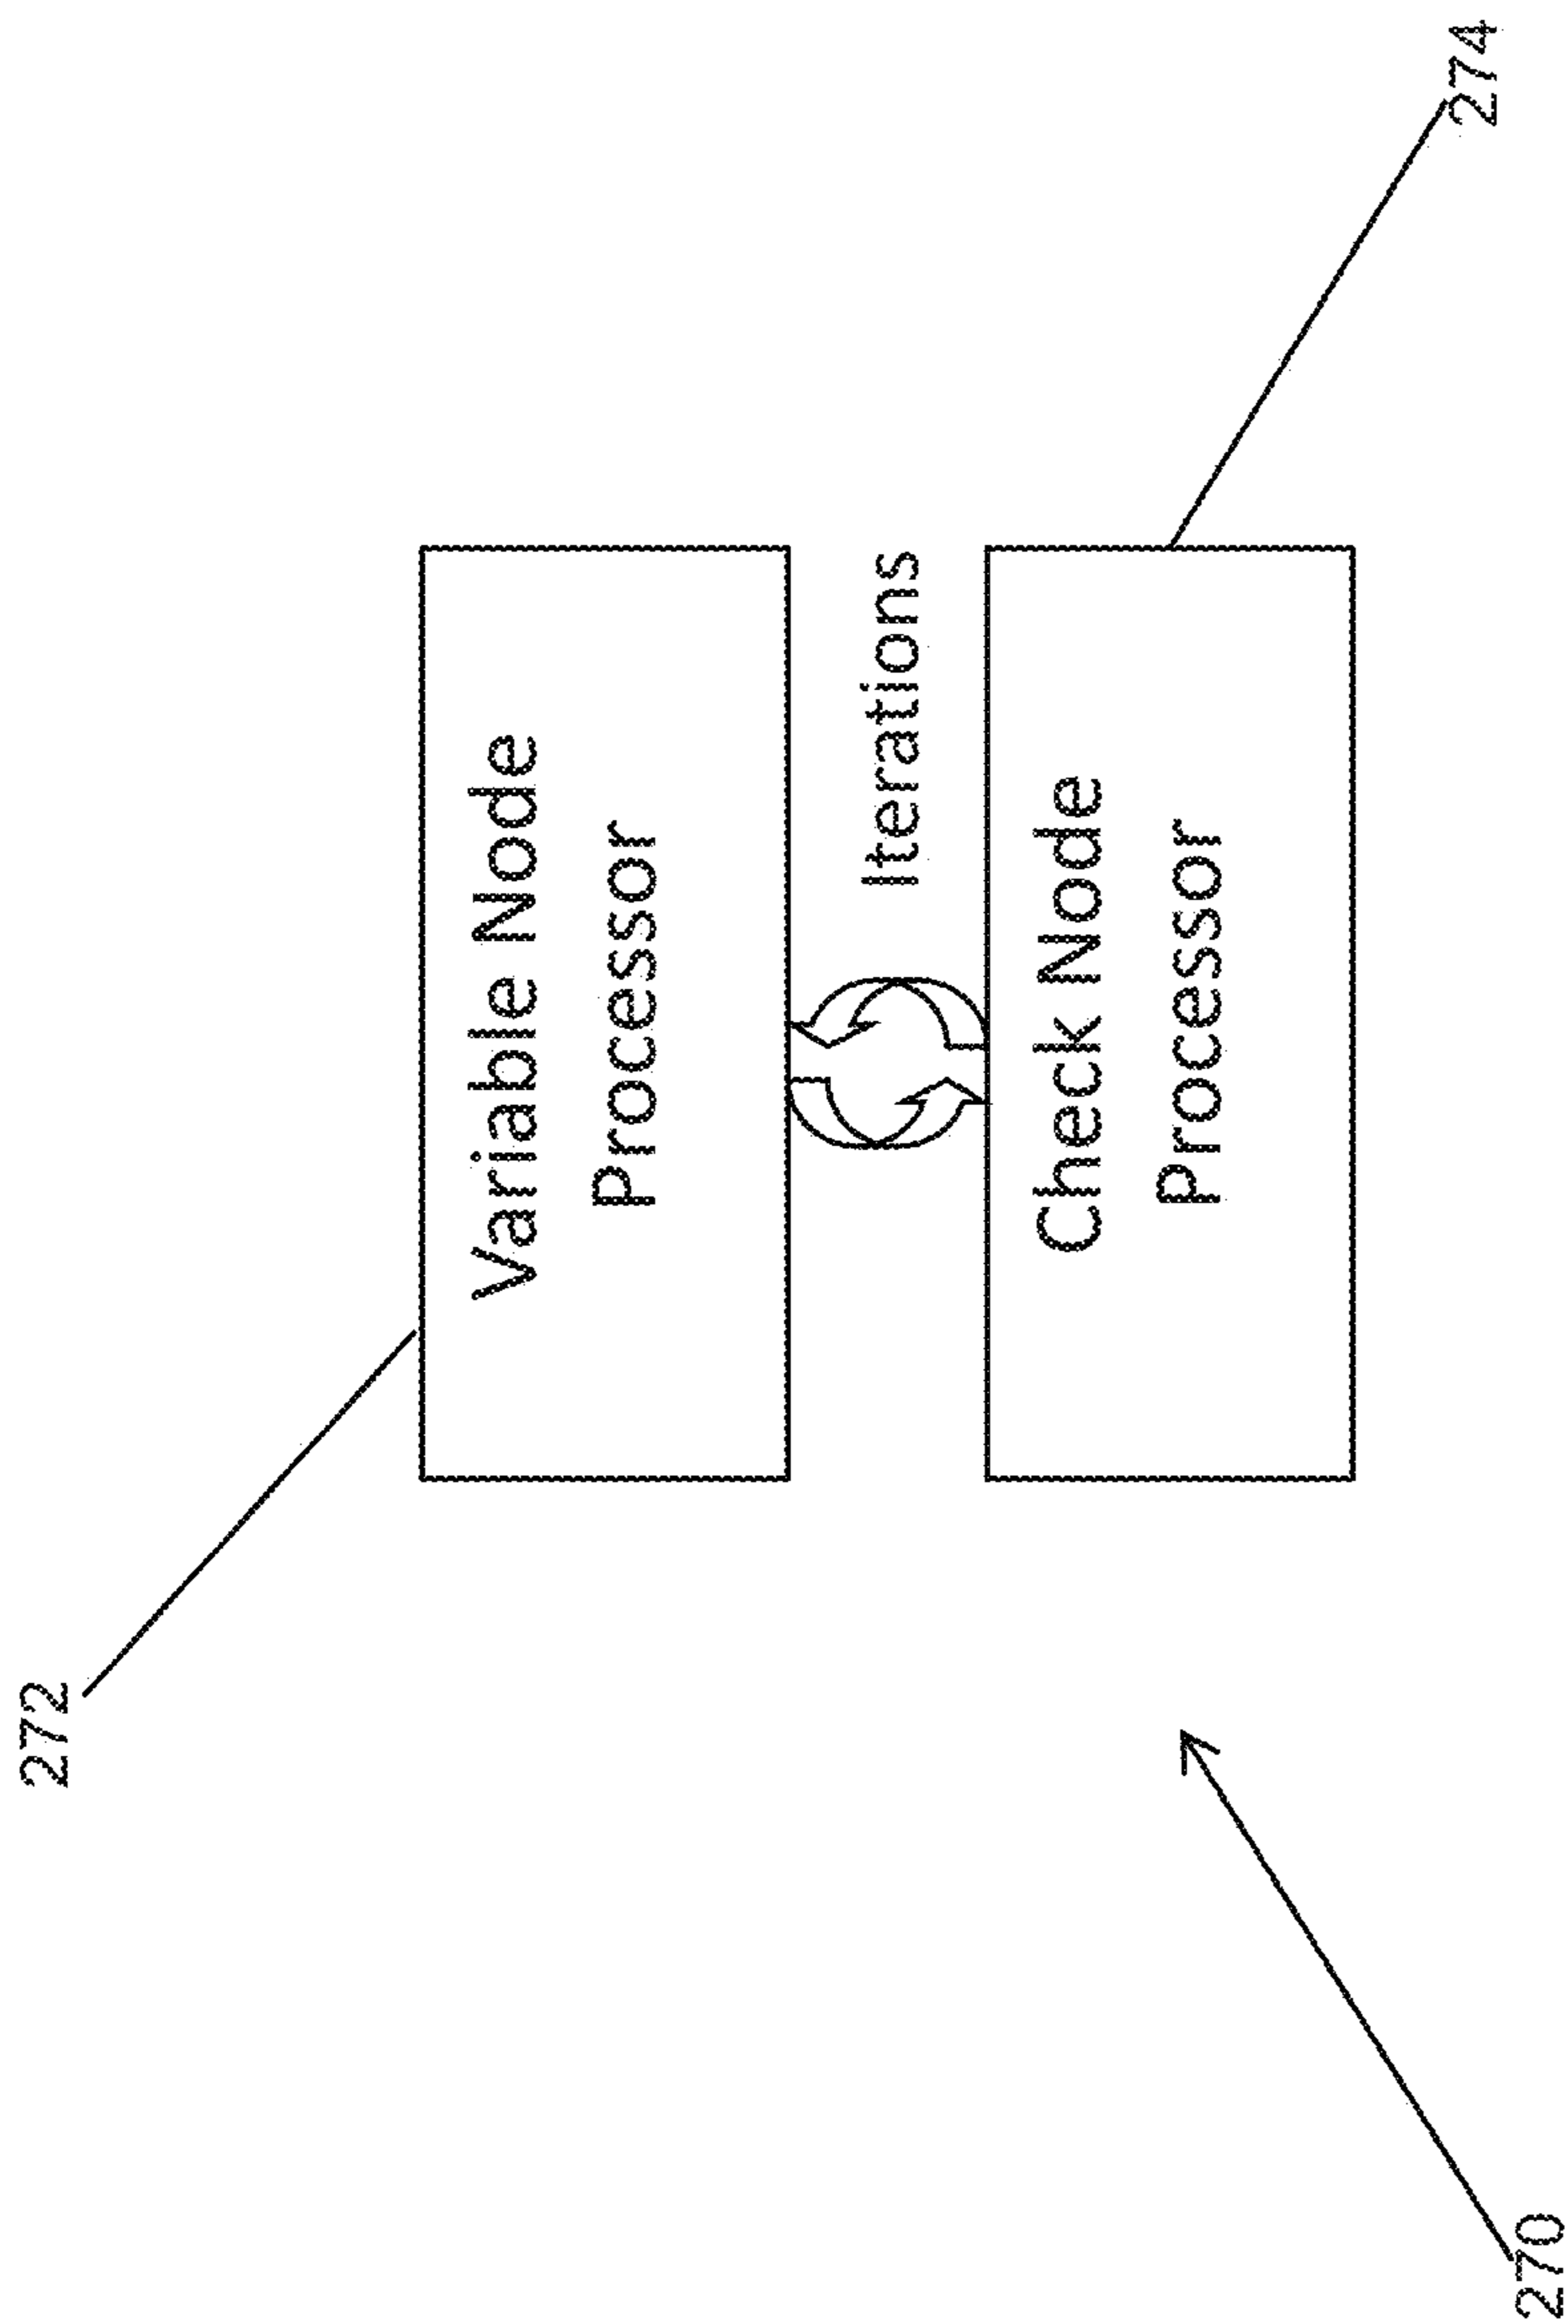 272
Variable Node
Processor
Iterations
Check Node
Processor
274
270